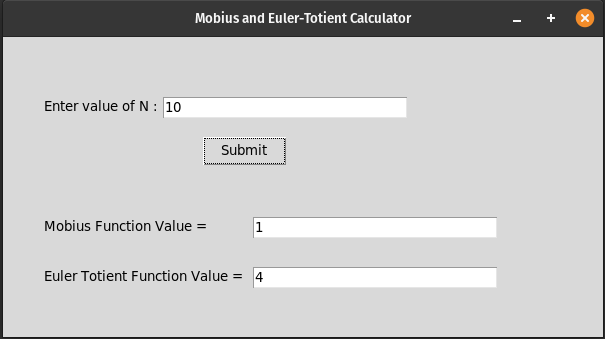 Mobius and Euler-Totient Calculator
Enter value of N : 10
Submit
Mobius Function Value = 1
Euler Totient Function Value = 4